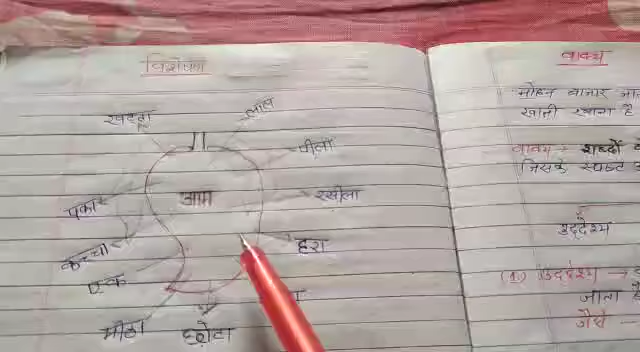 विशेषण
खट्टा
लाल
पीला
आम
रसीला
पका
हरा
कच्चा
एक
मीठा
छोटा
वाक्य
मोहन बाजार
खाना खाता है
वाक्य - शब्दों
जिसके स्पष्ट
उद्देश्य
(1) उद्देश्य →
जाता है
जैसे -